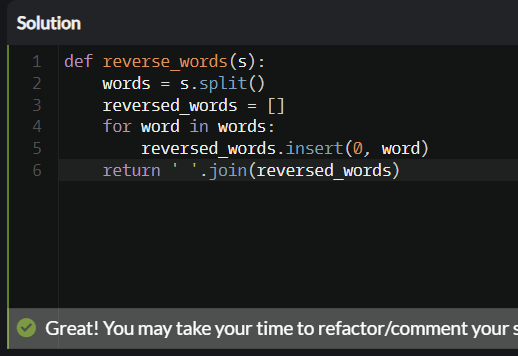 Solution
1 def reverse_words(s):
2     words = s.split()
3     reversed_words = []
4     for word in words:
5         reversed_words.insert(0, word)
6     return ' '.join(reversed_words)
Great! You may take your time to refactor/comment your